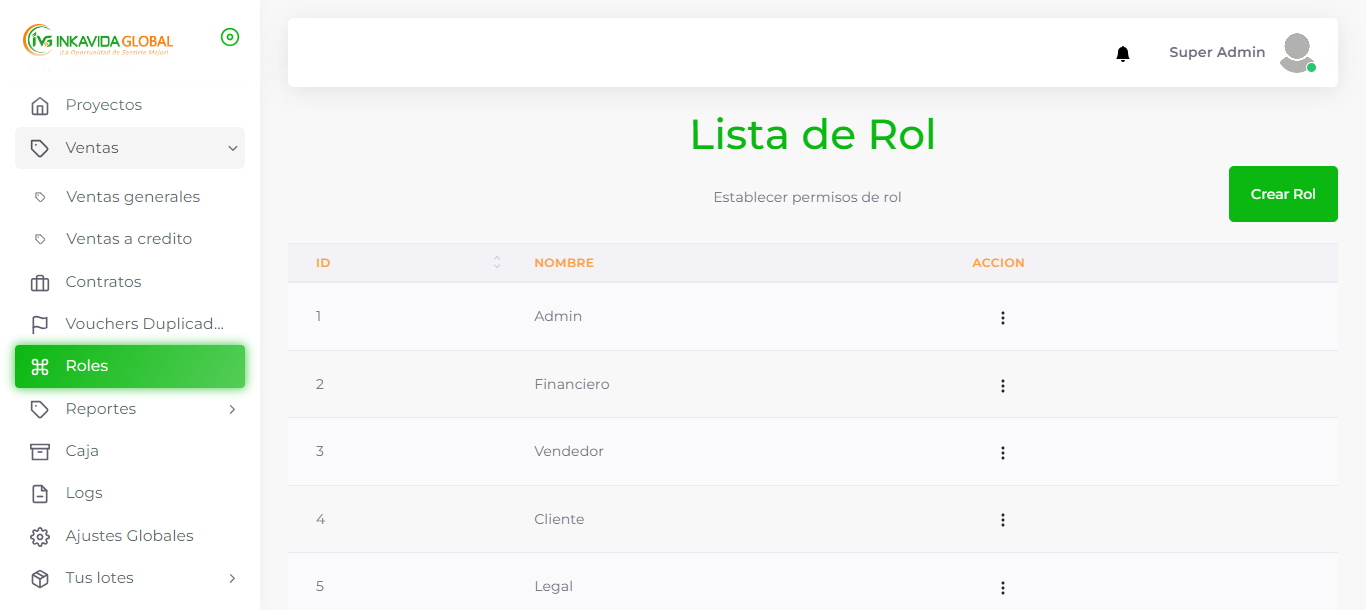 INKAVIDA GLOBAL
¡La Oportunidad de Sentirte Mejor!
Proyectos
Ventas
Ventas generales
Ventas a credito
Contratos
Vouchers Duplicad...
Roles
Reportes
Caja
Logs
Ajustes Globales
Tus lotes
Super Admin
Lista de Rol
Establecer permisos de rol
Crear Rol
ID NOMBRE ACCION
1 Admin
2 Financiero
3 Vendedor
4 Cliente
5 Legal